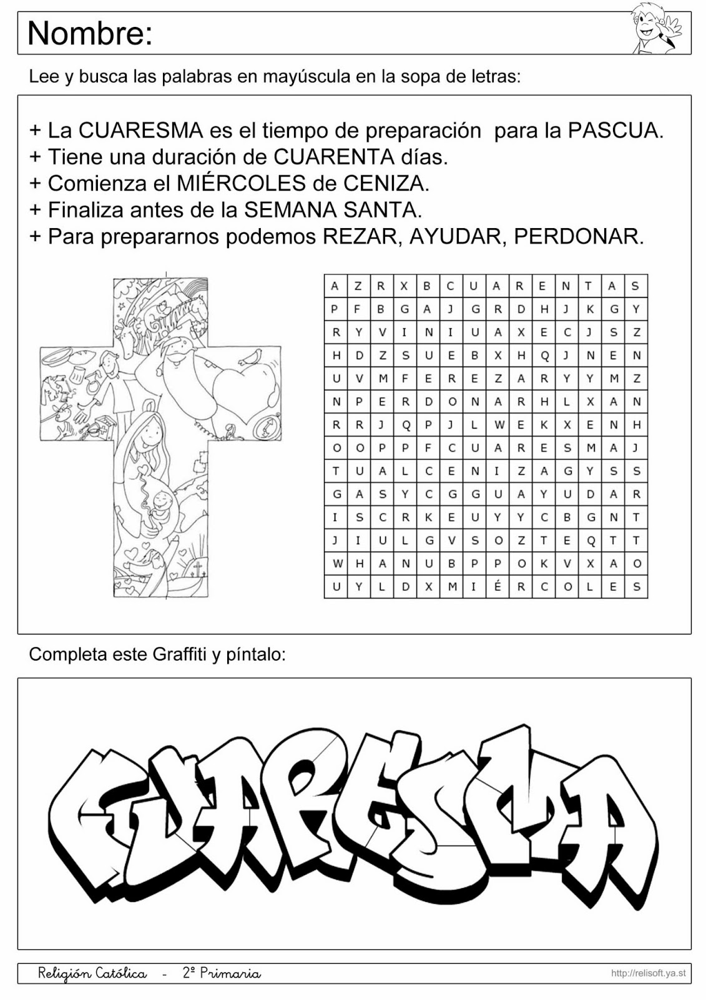 Nombre:
Lee y busca las palabras en mayúscula en la sopa de letras:
+ La CUARESMA es el tiempo de preparación para la PASCUA.
+ Tiene una duración de CUARENTA días.
+ Comienza el MIÉRCOLES de CENIZA.
+ Finaliza antes de la SEMANA SANTA.
+ Para prepararnos podemos REZAR, AYUDAR, PERDONAR.
A Z R X B C U A R E N T A S
P F B G A J G R D H J K G Y
R Y V I N I U A X E C J S Z
H D Z S U E B X H Q J N E N
U V M F E R E Z A R Y Y M Z
N P E R D O N A R H L X A N
R R J Q P J L W E K X E N H
O O P P F C U A R E S M A J
T U A L C E N I Z A G Y S S
G A S Y C G G U A Y U D A R
I S C R K E U Y Y C B G N T
J I U L G V S O Z T E Q T T
W H A N U B P P O K V X A O
U Y L D X M I É R C O L E S
Completa este Graffiti y píntalo:
CUARESMA
Religión Católica - 2º Primaria
http://relisoft.ya.st